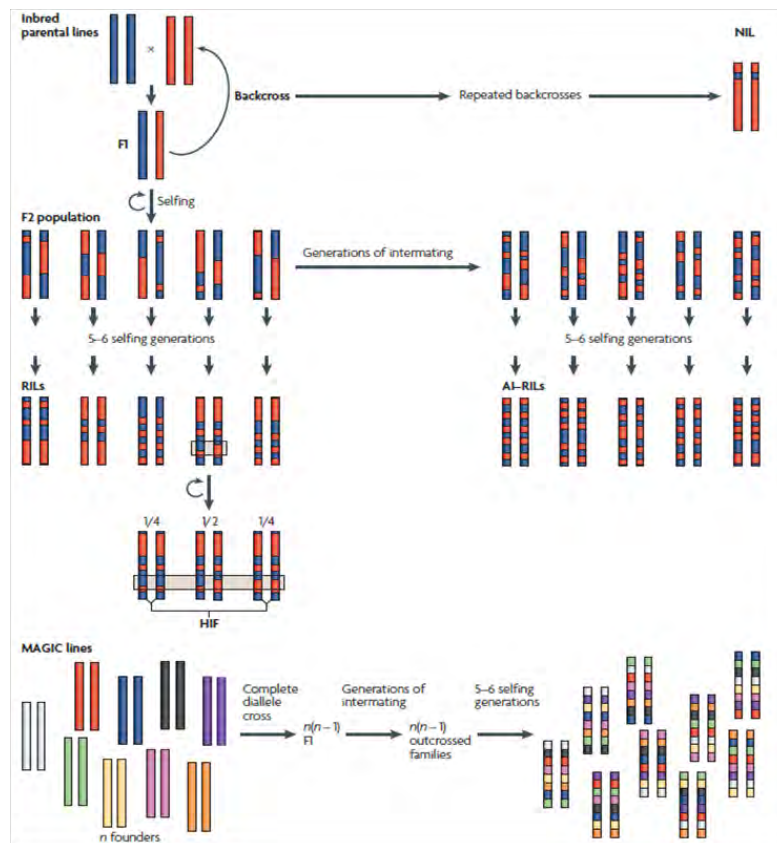 Inbred
parental lines
×
NIL
Backcross
Repeated backcrosses
F1
Selfing
F2 population
Generations of intermating
5–6 selfing generations
5–6 selfing generations
RILs
AI–RILs
1/4
1/2
1/4
HIF
MAGIC lines
Complete
diallele
cross
Generations of
intermating
5–6 selfing
generations
n(n−1)
F1
n(n−1)
outcrossed
families
n founders